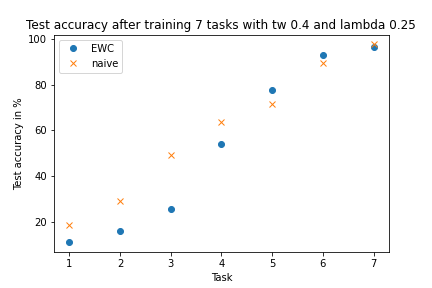 Test accuracy after training 7 tasks with tw 0.4 and lambda 0.25
100
80
60
40
20
Test accuracy in %
EWC
naive
1 2 3 4 5 6 7
Task